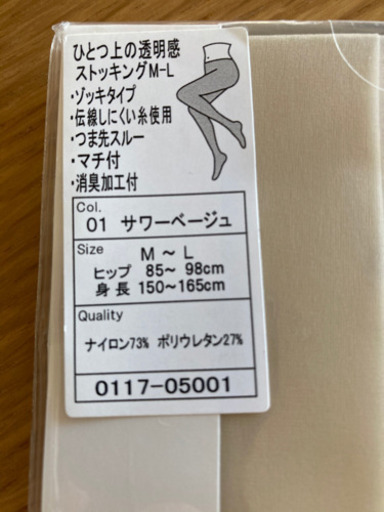 ひとつ上の透明感
ストッキングM-L
・ゾッキタイプ
・伝線しにくい糸使用
・つま先スルー
・マチ付
・消臭加工付
Col.
01 サワーベージュ
Size
M ～ L
ヒップ 85～ 98cm
身 長 150～165cm
Quality
ナイロン73% ポリウレタン27%
0117-05001